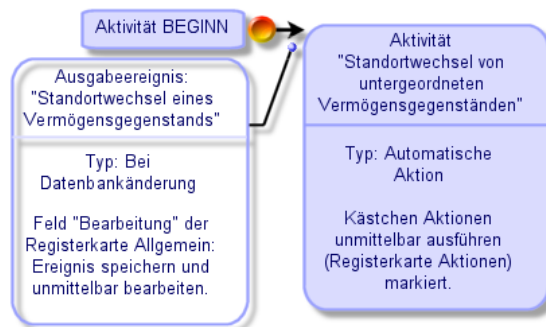 Aktivität BEGINN
Ausgabeereignis:
"Standortwechsel eines
Vermögensgegenstands"
Typ: Bei
Datenbankänderung
Feld "Bearbeitung" der
Registerkarte Allgemein:
Ereignis speichern und
unmittelbar bearbeiten.
Aktivität
"Standortwechsel von
untergeordneten
Vermögensgegenständen"
Typ: Automatische
Aktion
Kästchen Aktionen
unmittelbar ausführen
(Registerkarte Aktionen)
markiert.